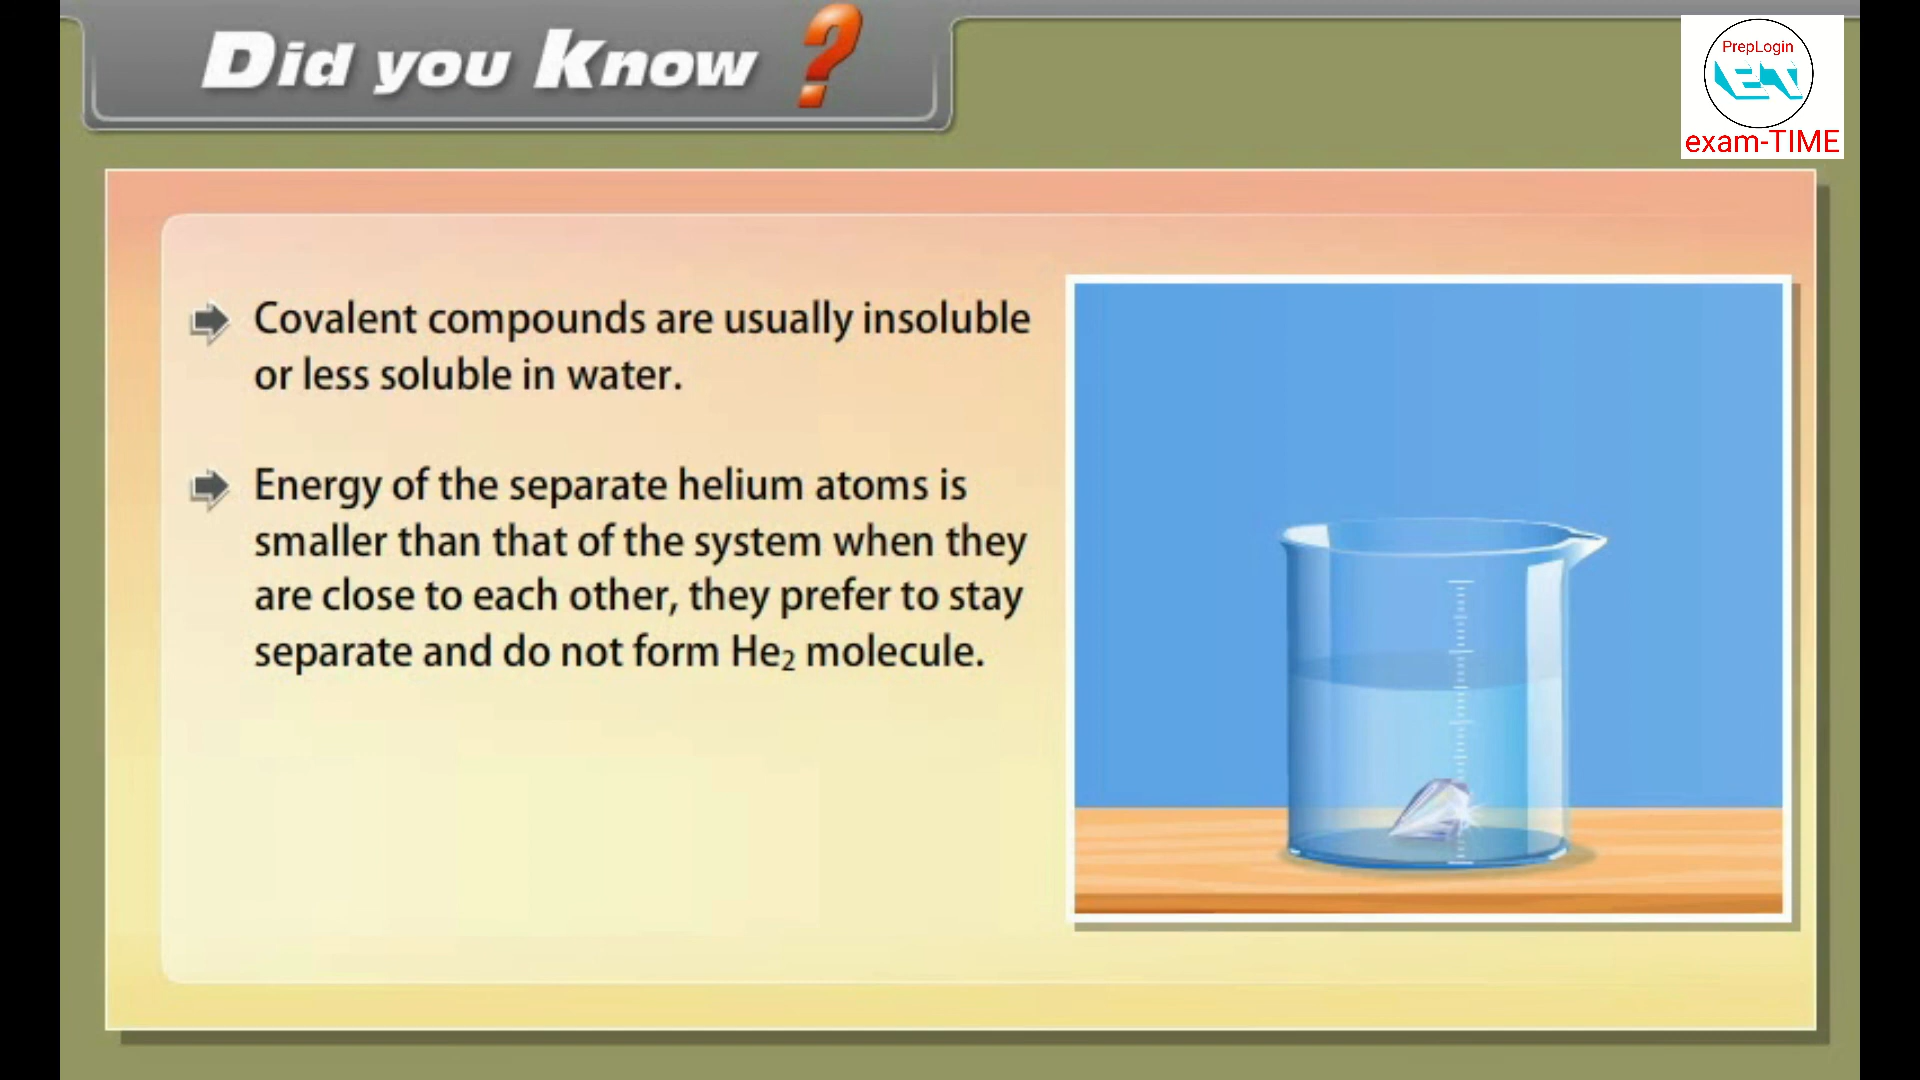 Did you Know ?
PrepLogin
ET
exam-TIME
Covalent compounds are usually insoluble
or less soluble in water.
Energy of the separate helium atoms is
smaller than that of the system when they
are close to each other, they prefer to stay
separate and do not form He₂ molecule.